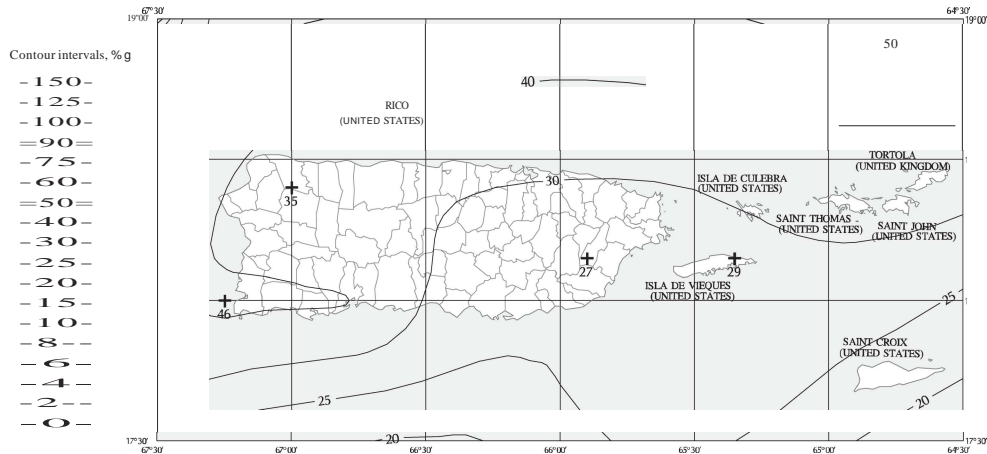 67°30'
64°30'
19°00'
19°00'
50
Contour intervals, % g
-150-
-125-
-100-
=90=
-75-
-60-
=50=
-40-
-30-
-25-
-20-
-15-
-10-
-8--
-6--
-4--
-2--
-0-
40
RICO
(UNITED STATES)
TORTOLA
(UNITED KINGDOM)
ISLA DE CULEBRA
(UNITED STATES)
30
35
SAINT THOMAS
(UNITED STATES)
SAINT JOHN
(UNITED STATES)
27
29
ISLA DE VIEQUES
(UNITED STATES)
46
25
SAINT CROIX
(UNITED STATES)
25
20
20
17°30'
17°30'
67°30'
67°00'
66°30'
66°00'
65°30'
65°00'
64°30'